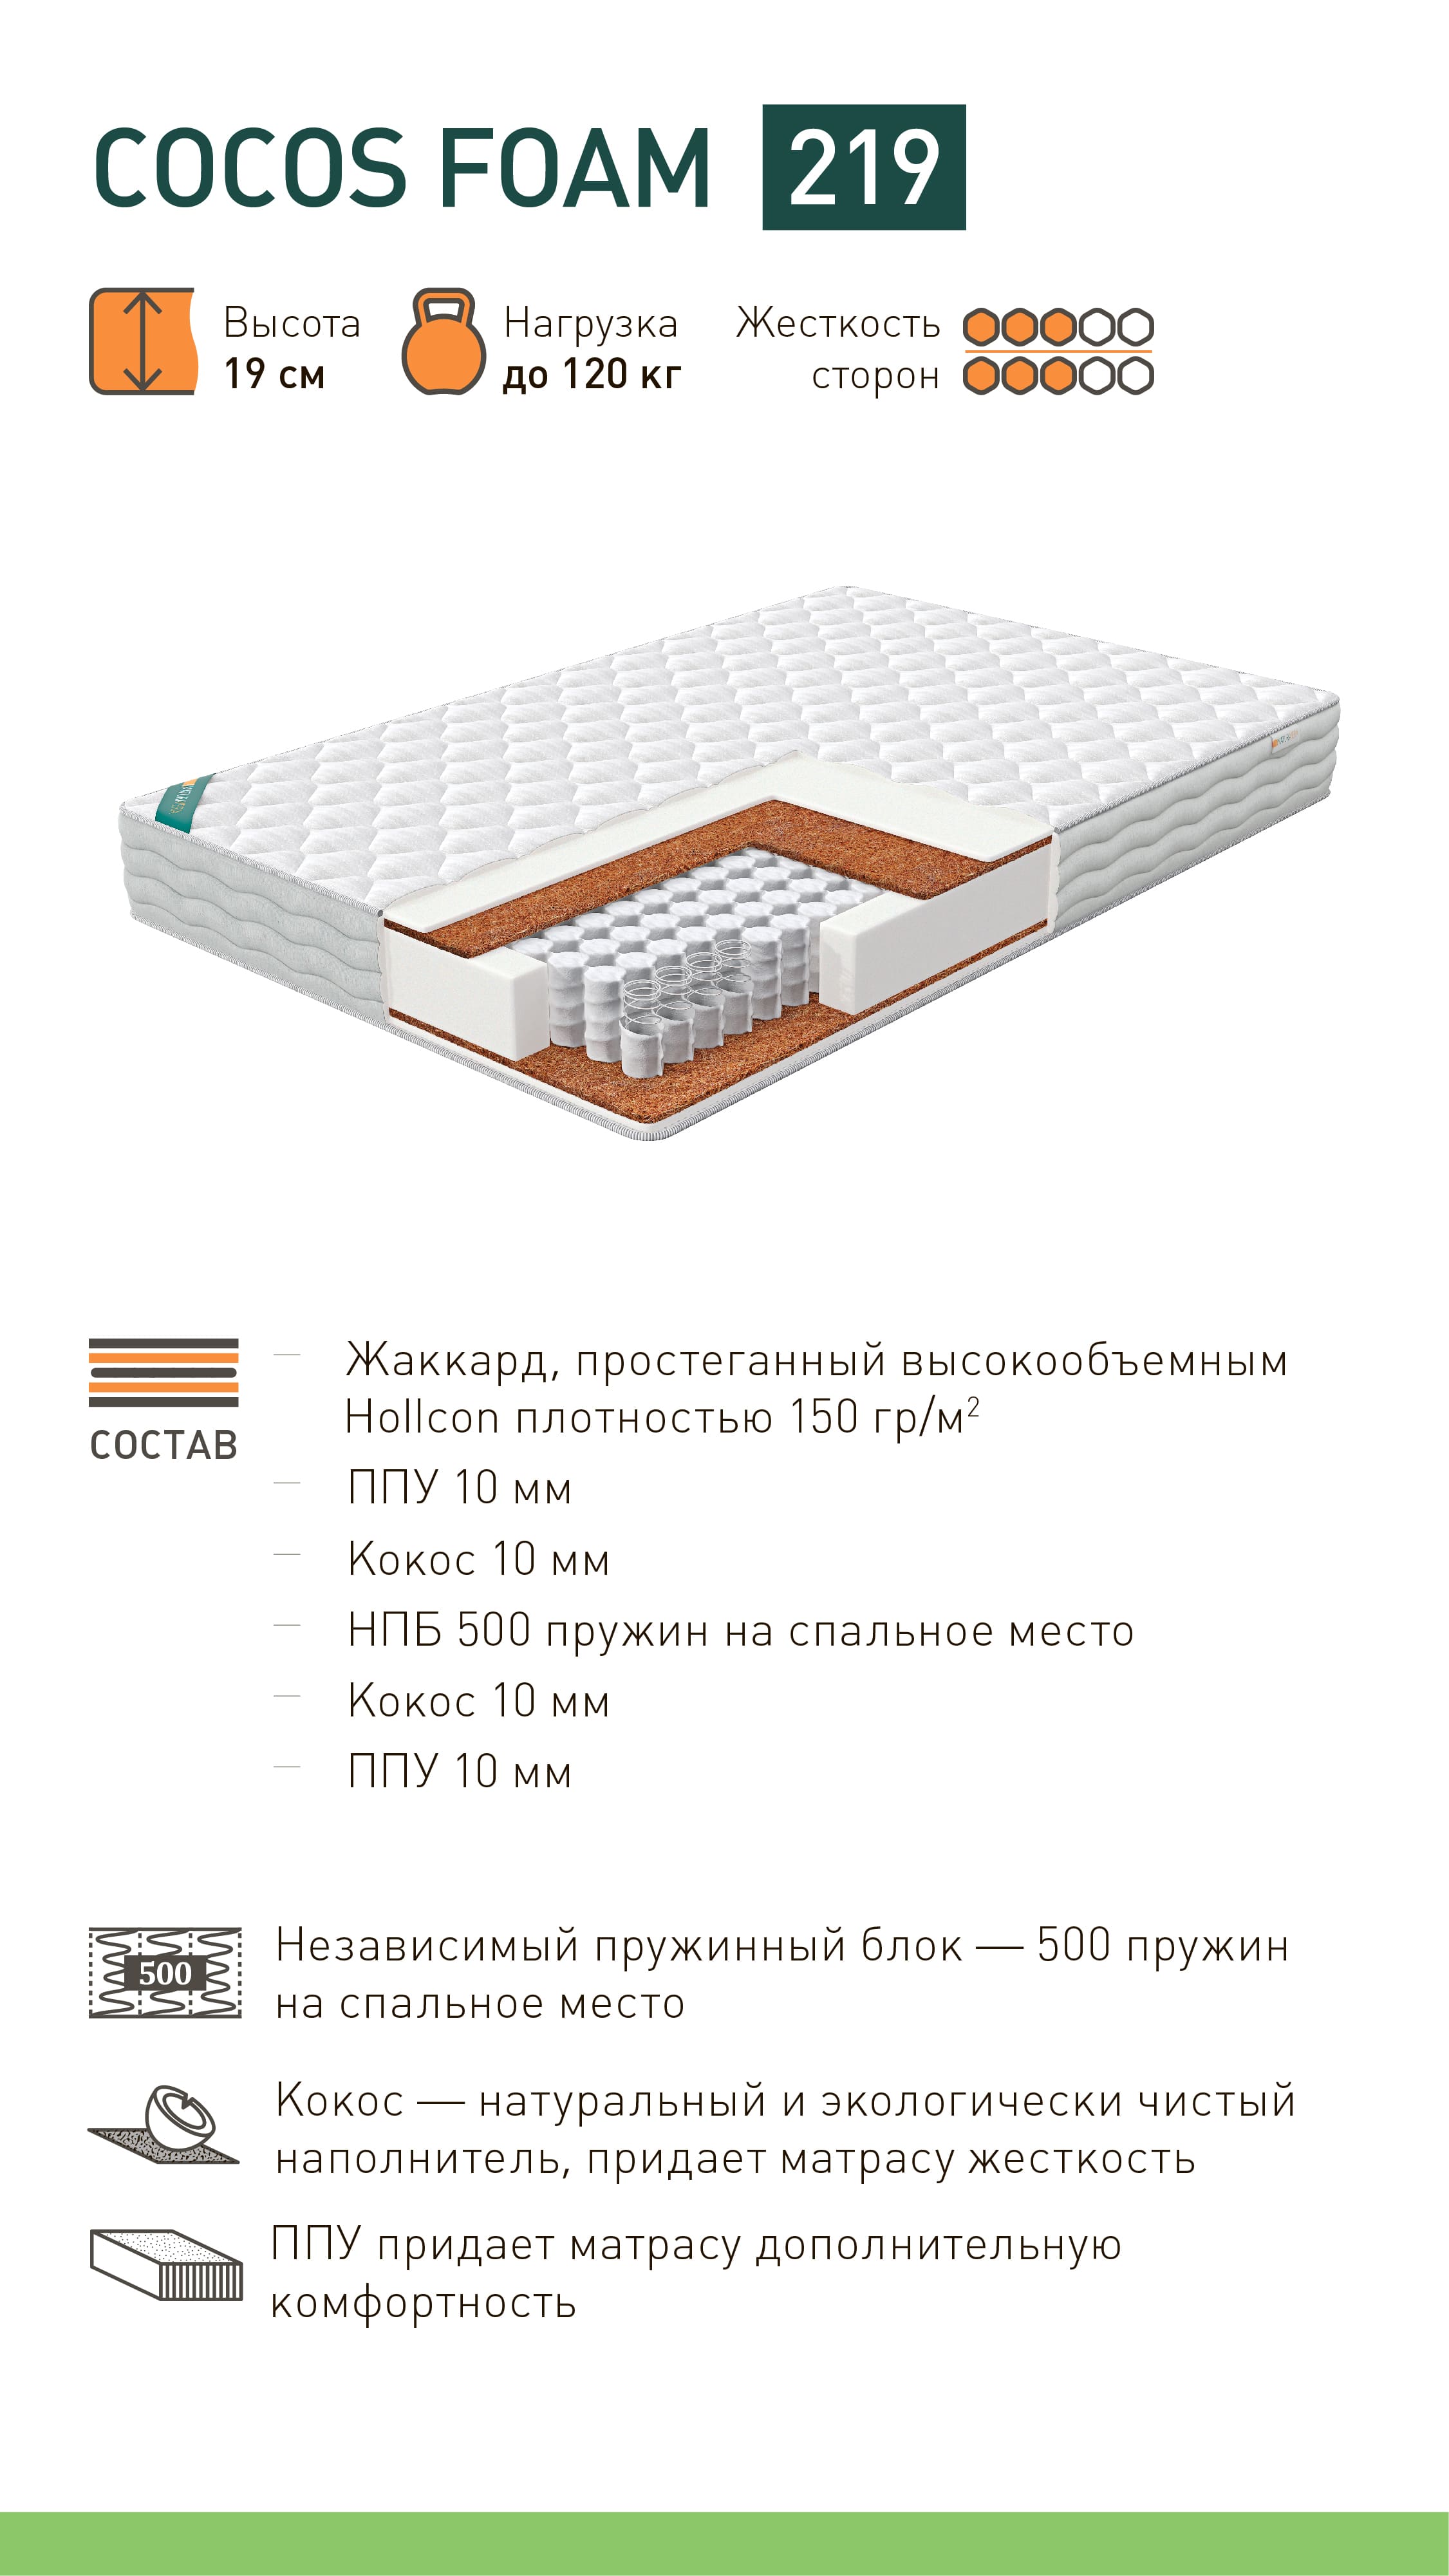 COCOS FOAM 219
Высота
19 см
Нагрузка
до 120 кг
Жесткость
сторон
СОСТАВ
— Жаккард, простеганный высокообъемным
Hollcon плотностью 150 гр/м²
— ППУ 10 мм
— Кокос 10 мм
— НПБ 500 пружин на спальное место
— Кокос 10 мм
— ППУ 10 мм
500
Независимый пружинный блок — 500 пружин
на спальное место
Кокос — натуральный и экологически чистый
наполнитель, придает матрасу жесткость
ППУ придает матрасу дополнительную
комфортность